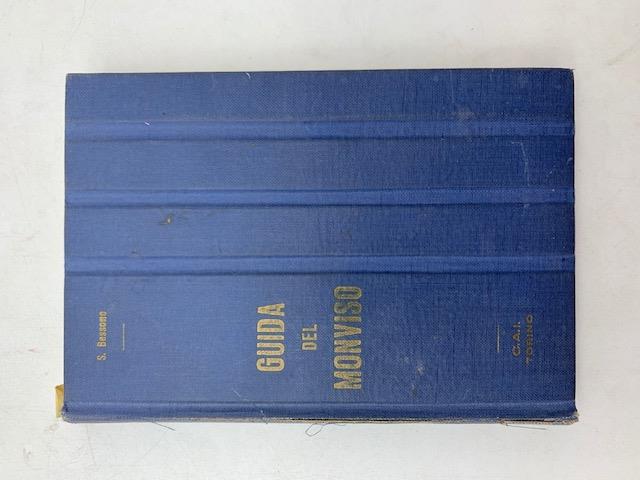 S. Bessone
GUIDA
DEL
MONVISO
C.A.I.
TORINO